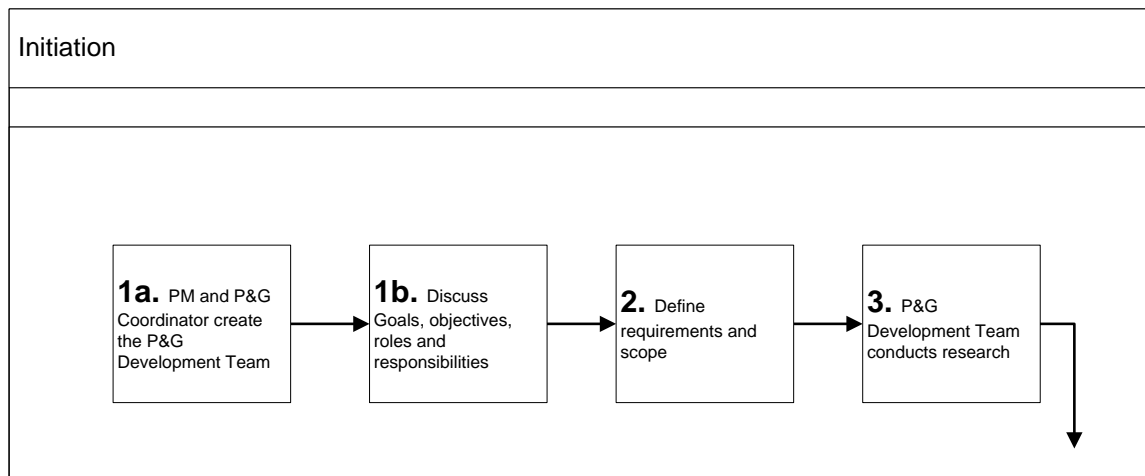 Initiation
1a. PM and P&G
Coordinator create
the P&G
Development Team
1b. Discuss
Goals, objectives,
roles and
responsibilities
2. Define
requirements and
scope
3. P&G
Development Team
conducts research